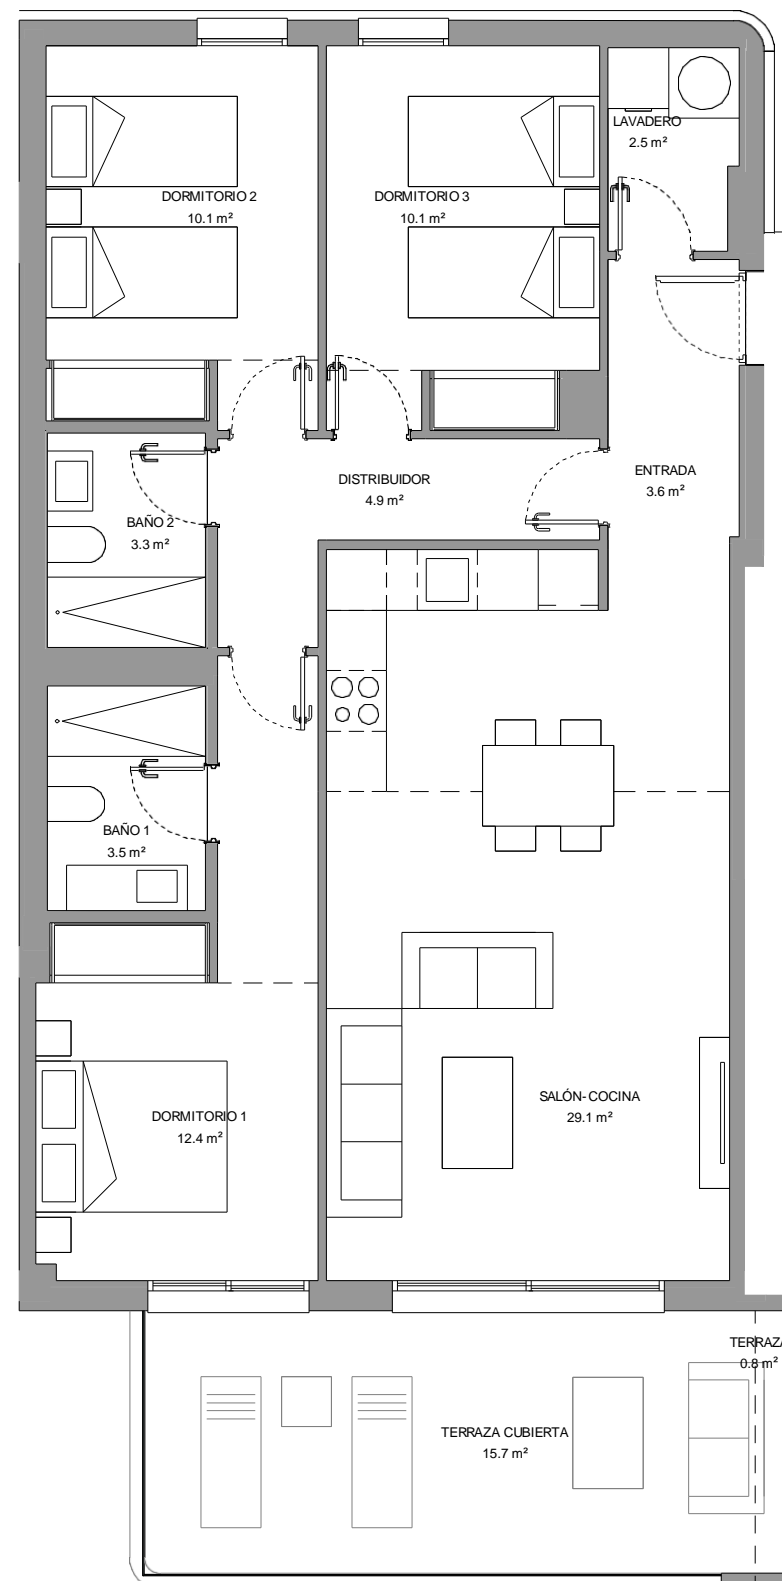 LAVADERO
2.5 m²
DORMITORIO 2
10.1 m²
DORMITORIO 3
10.1 m²
DISTRIBUIDOR
4.9 m²
ENTRADA
3.6 m²
BAÑO 2
3.3 m²
BAÑO 1
3.5 m²
SALÓN-COCINA
29.1 m²
DORMITORIO 1
12.4 m²
TERRAZA
0.8 m²
TERRAZA CUBIERTA
15.7 m²